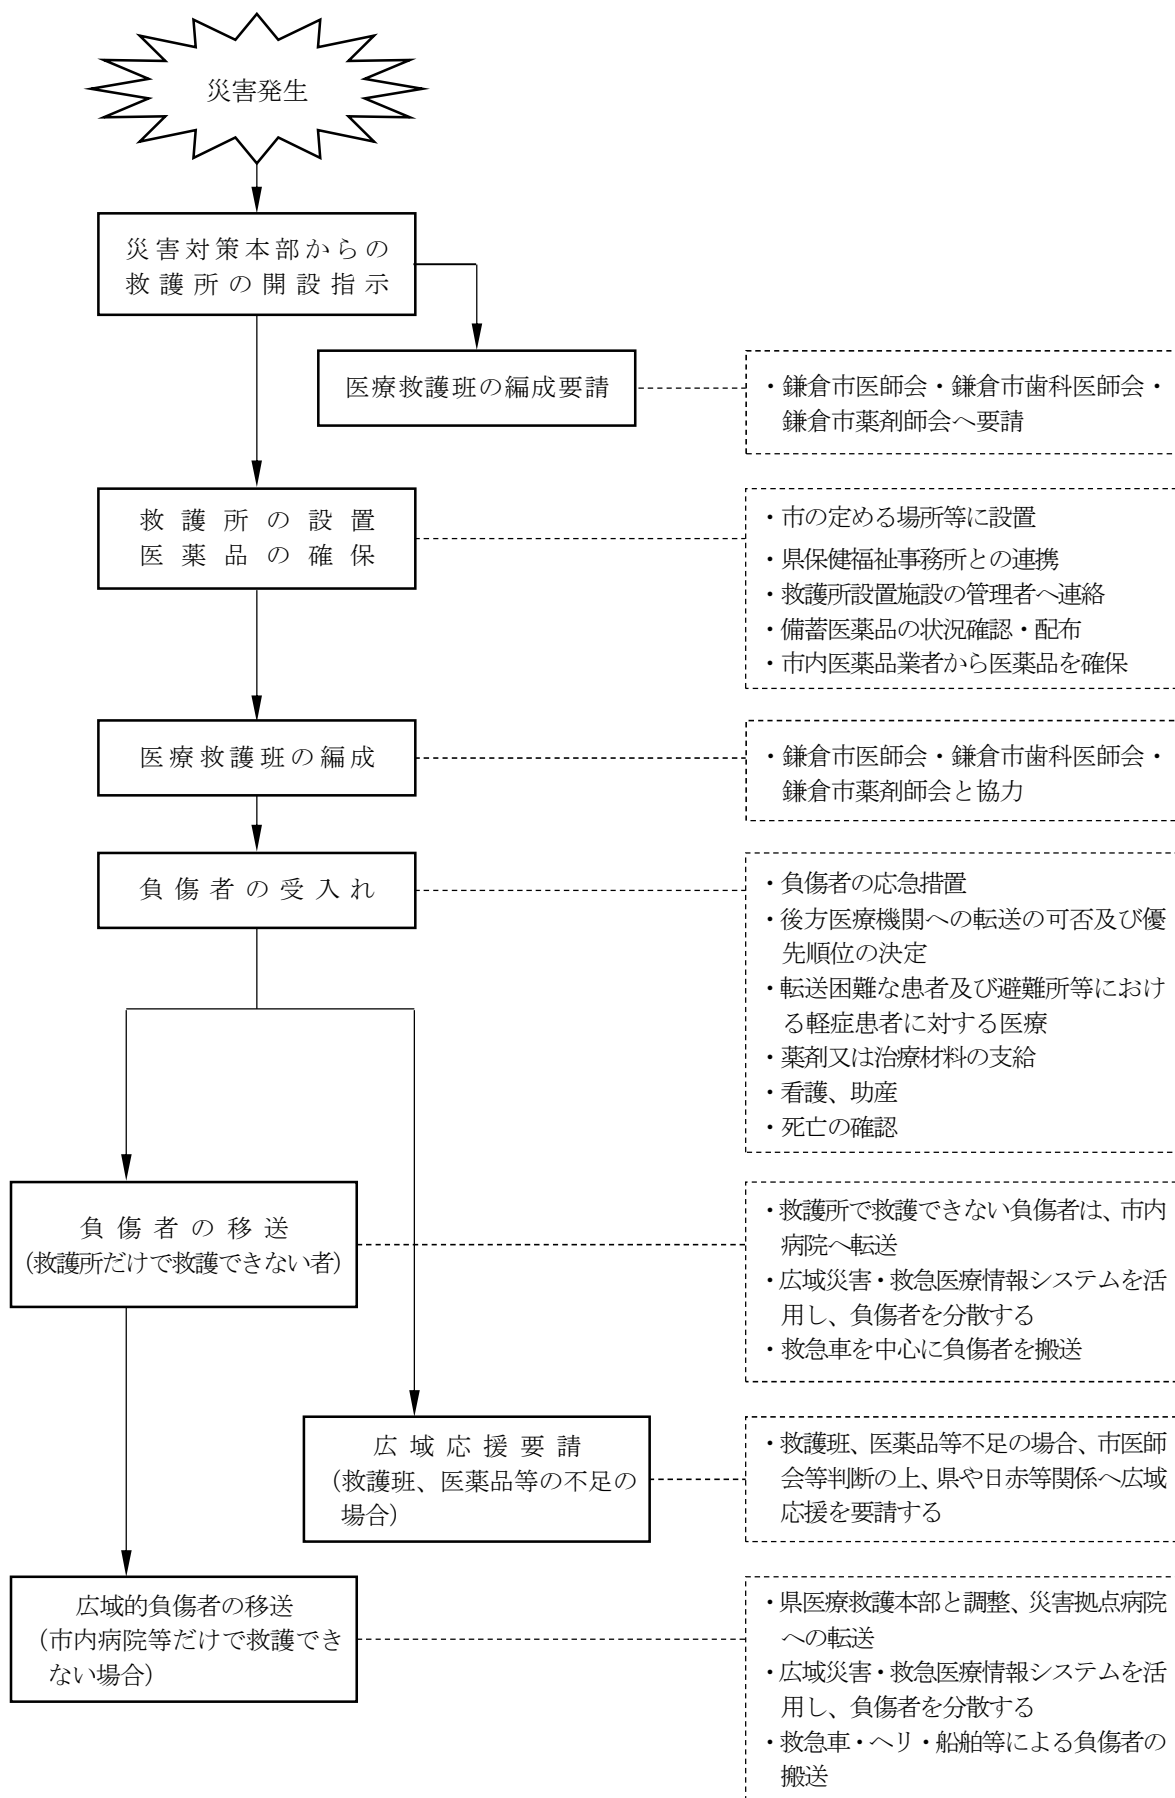 災害発生
災害対策本部からの
救護所の開設指示
医療救護班の編成要請
・鎌倉市医師会・鎌倉市歯科医師会・
鎌倉市薬剤師会へ要請
救護所の設置
医薬品の確保
・市の定める場所等に設置
・県保健福祉事務所との連携
・救護所設置施設の管理者へ連絡
・備蓄医薬品の状況確認・配布
・市内医薬品業者から医薬品を確保
医療救護班の編成
・鎌倉市医師会・鎌倉市歯科医師会・
鎌倉市薬剤師会と協力
負傷者の受入れ
・負傷者の応急措置
・後方医療機関への転送の可否及び優
先順位の決定
・転送困難な患者及び避難所等におけ
る軽症患者に対する医療
・薬剤又は治療材料の支給
・看護、助産
・死亡の確認
負傷者の移送
(救護所だけで救護できない者)
・救護所で救護できない負傷者は、市内
病院へ転送
・広域災害・救急医療情報システムを活
用し、負傷者を分散する
・救急車を中心に負傷者を搬送
広域応援要請
(救護班、医薬品等の不足の
場合)
・救護班、医薬品等不足の場合、市医師
会等判断の上、県や日赤等関係へ広域
応援を要請する
広域的負傷者の移送
(市内病院等だけで救護でき
ない場合)
・県医療救護本部と調整、災害拠点病院
への転送
・広域災害・救急医療情報システムを活
用し、負傷者を分散する
・救急車・ヘリ・船舶等による負傷者の
搬送